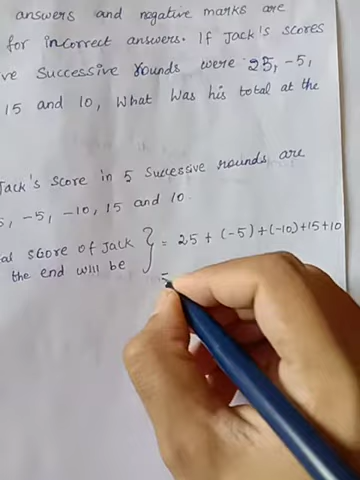 answers and negative marks are
for incorrect answers. If Jack's scores
ve successive rounds were 25, -5,
15 and 10, What was his total at the
Jack's score in 5 successive rounds are
, -5, -10, 15 and 10.
al score of Jack } = 25 + (-5) + (-10) + 15 + 10
the end will be
=